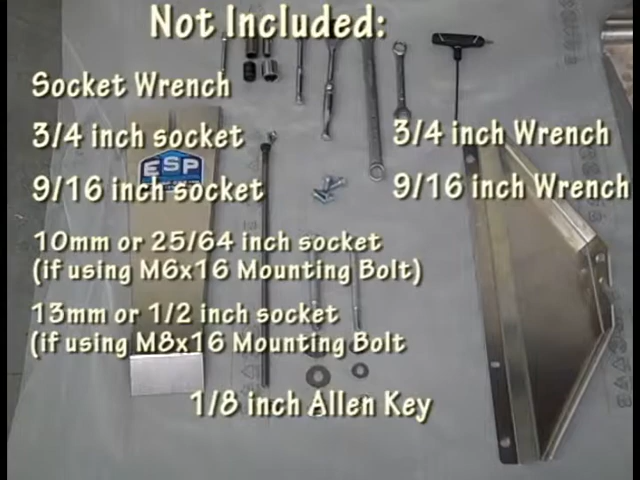 Not Included:
Socket Wrench
3/4 inch socket
3/4 inch Wrench
ESP
9/16 inch socket
9/16 inch Wrench
10mm or 25/64 inch socket
(if using M6x16 Mounting Bolt)
13mm or 1/2 inch socket
(if using M8x16 Mounting Bolt
1/8 inch Allen Key